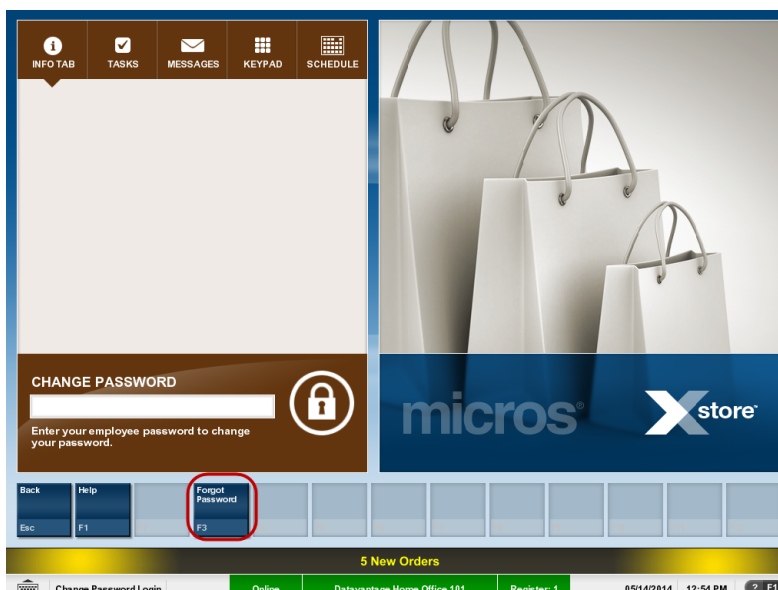 INFO TAB
TASKS
MESSAGES
KEYPAD
SCHEDULE
CHANGE PASSWORD
Enter your employee password to change
your password.
micros®
Xstore™
Back
Esc
Help
F1
Forgot
Password
F3
5 New Orders
Change Password Login
Online
Datavantage Home Office 101
Register: 1
05/14/2014
12:54 PM
? F1